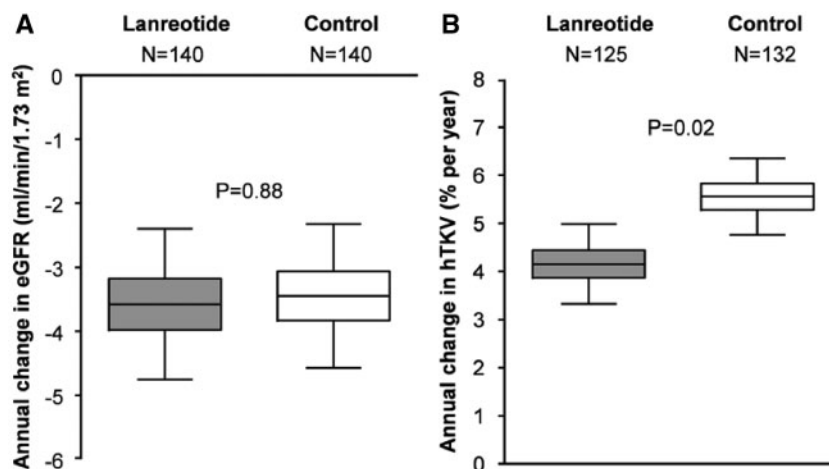 A
Lanreotide Control
N=140 N=140
Annual change in eGFR (ml/min/1.73 m²)
0
-1
-2
-3
-4
-5
-6
P=0.88
B
Lanreotide Control
N=125 N=132
Annual change in hTKV (% per year)
8
7
6
5
4
3
2
1
0
P=0.02